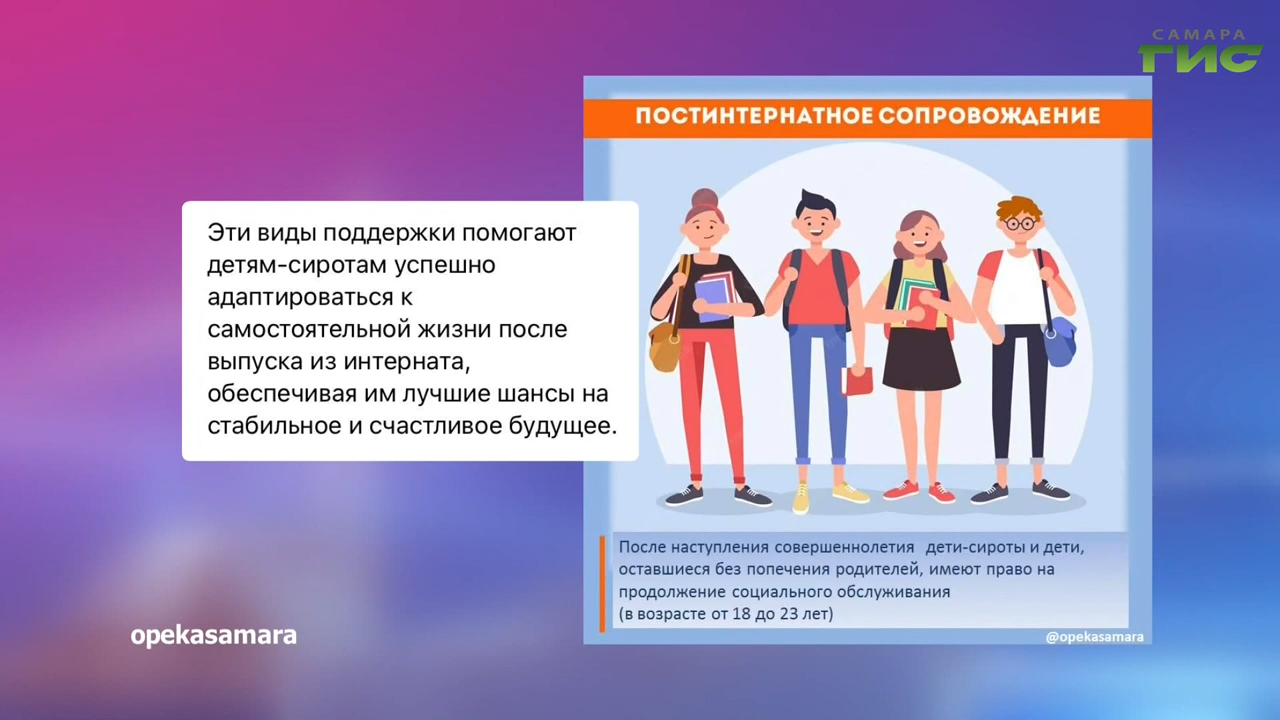 САМАРА
ГИС
ПОСТИНТЕРНАТНОЕ СОПРОВОЖДЕНИЕ
Эти виды поддержки помогают
детям-сиротам успешно
адаптироваться к
самостоятельной жизни после
выпуска из интерната,
обеспечивая им лучшие шансы на
стабильное и счастливое будущее.
После наступления совершеннолетия дети-сироты и дети,
оставшиеся без попечения родителей, имеют право на
продолжение социального обслуживания
(в возрасте от 18 до 23 лет)
opekasamara
@opekasamara